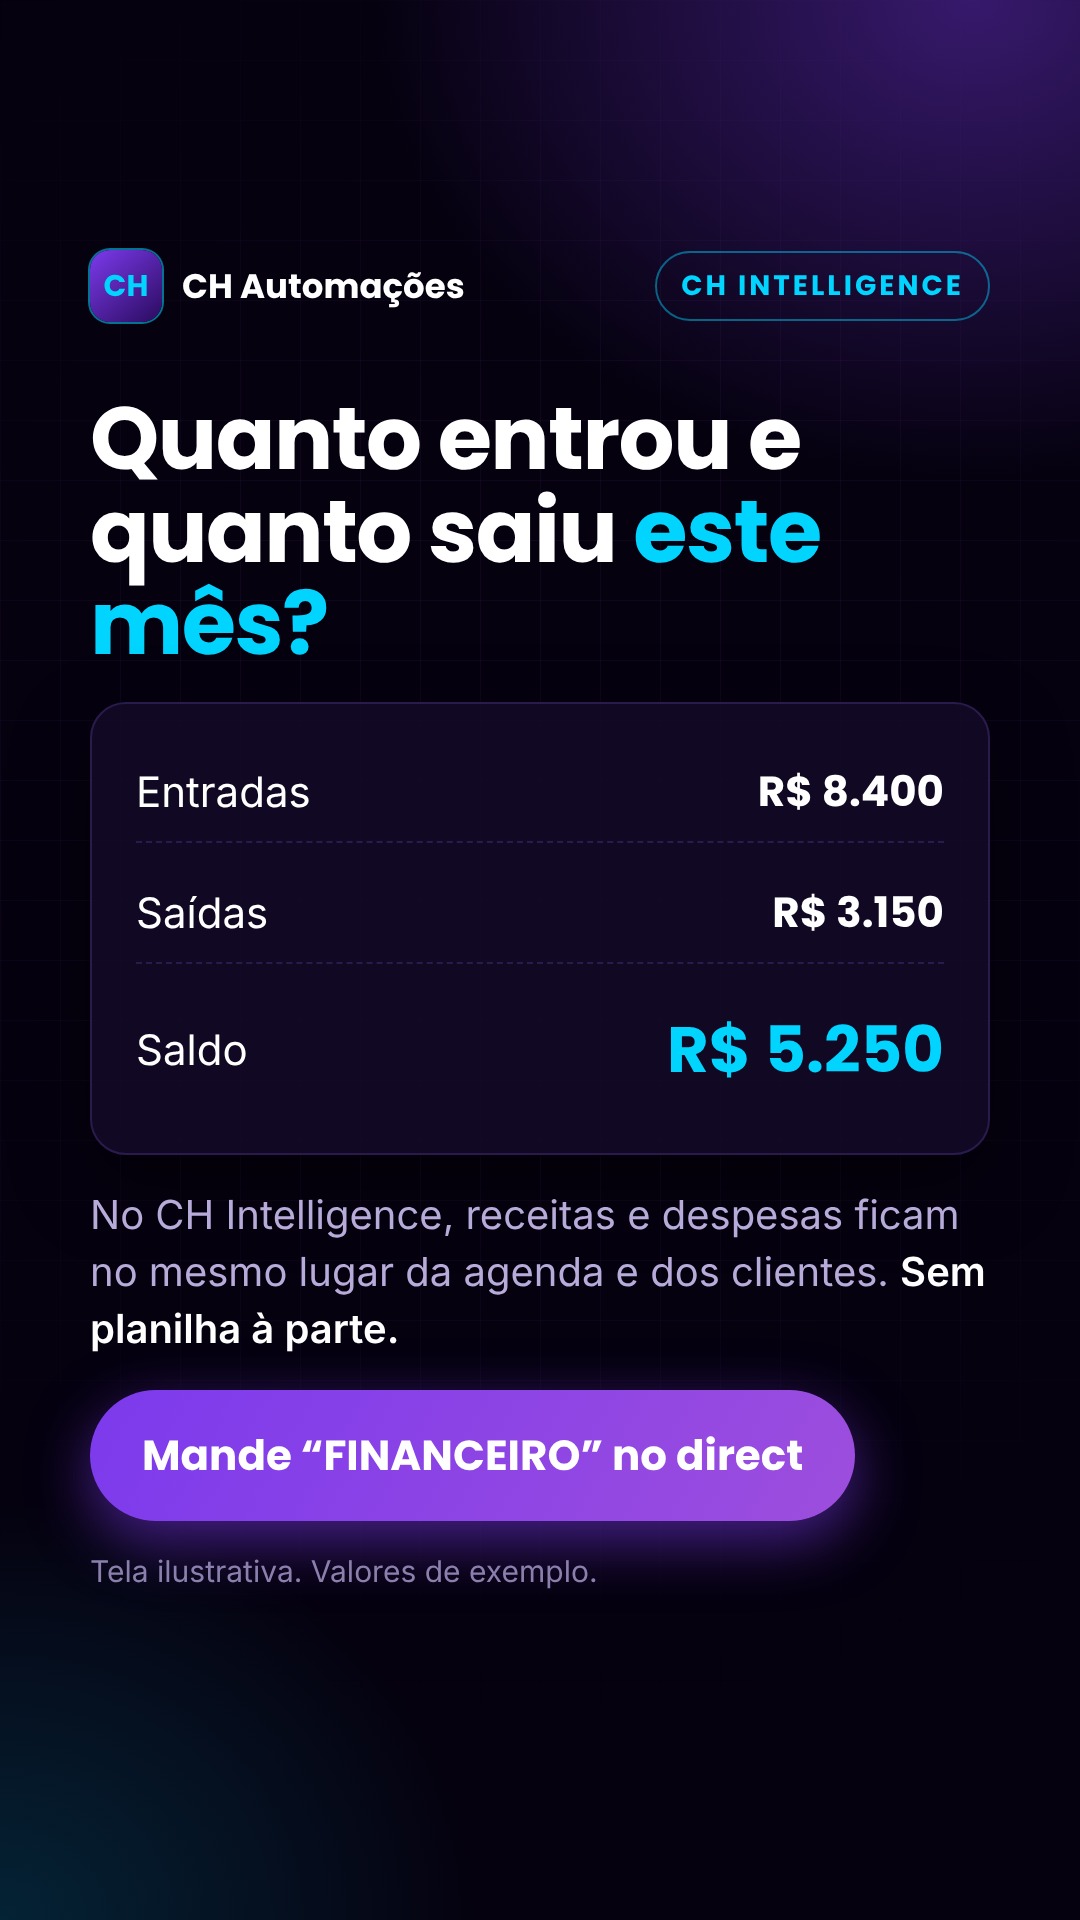 CH
CH Automações
CH INTELLIGENCE
Quanto entrou e
quanto saiu este
mês?
Entradas
R$ 8.400
Saídas
R$ 3.150
Saldo
R$ 5.250
No CH Intelligence, receitas e despesas ficam
no mesmo lugar da agenda e dos clientes. Sem
planilha à parte.
Mande “FINANCEIRO” no direct
Tela ilustrativa. Valores de exemplo.